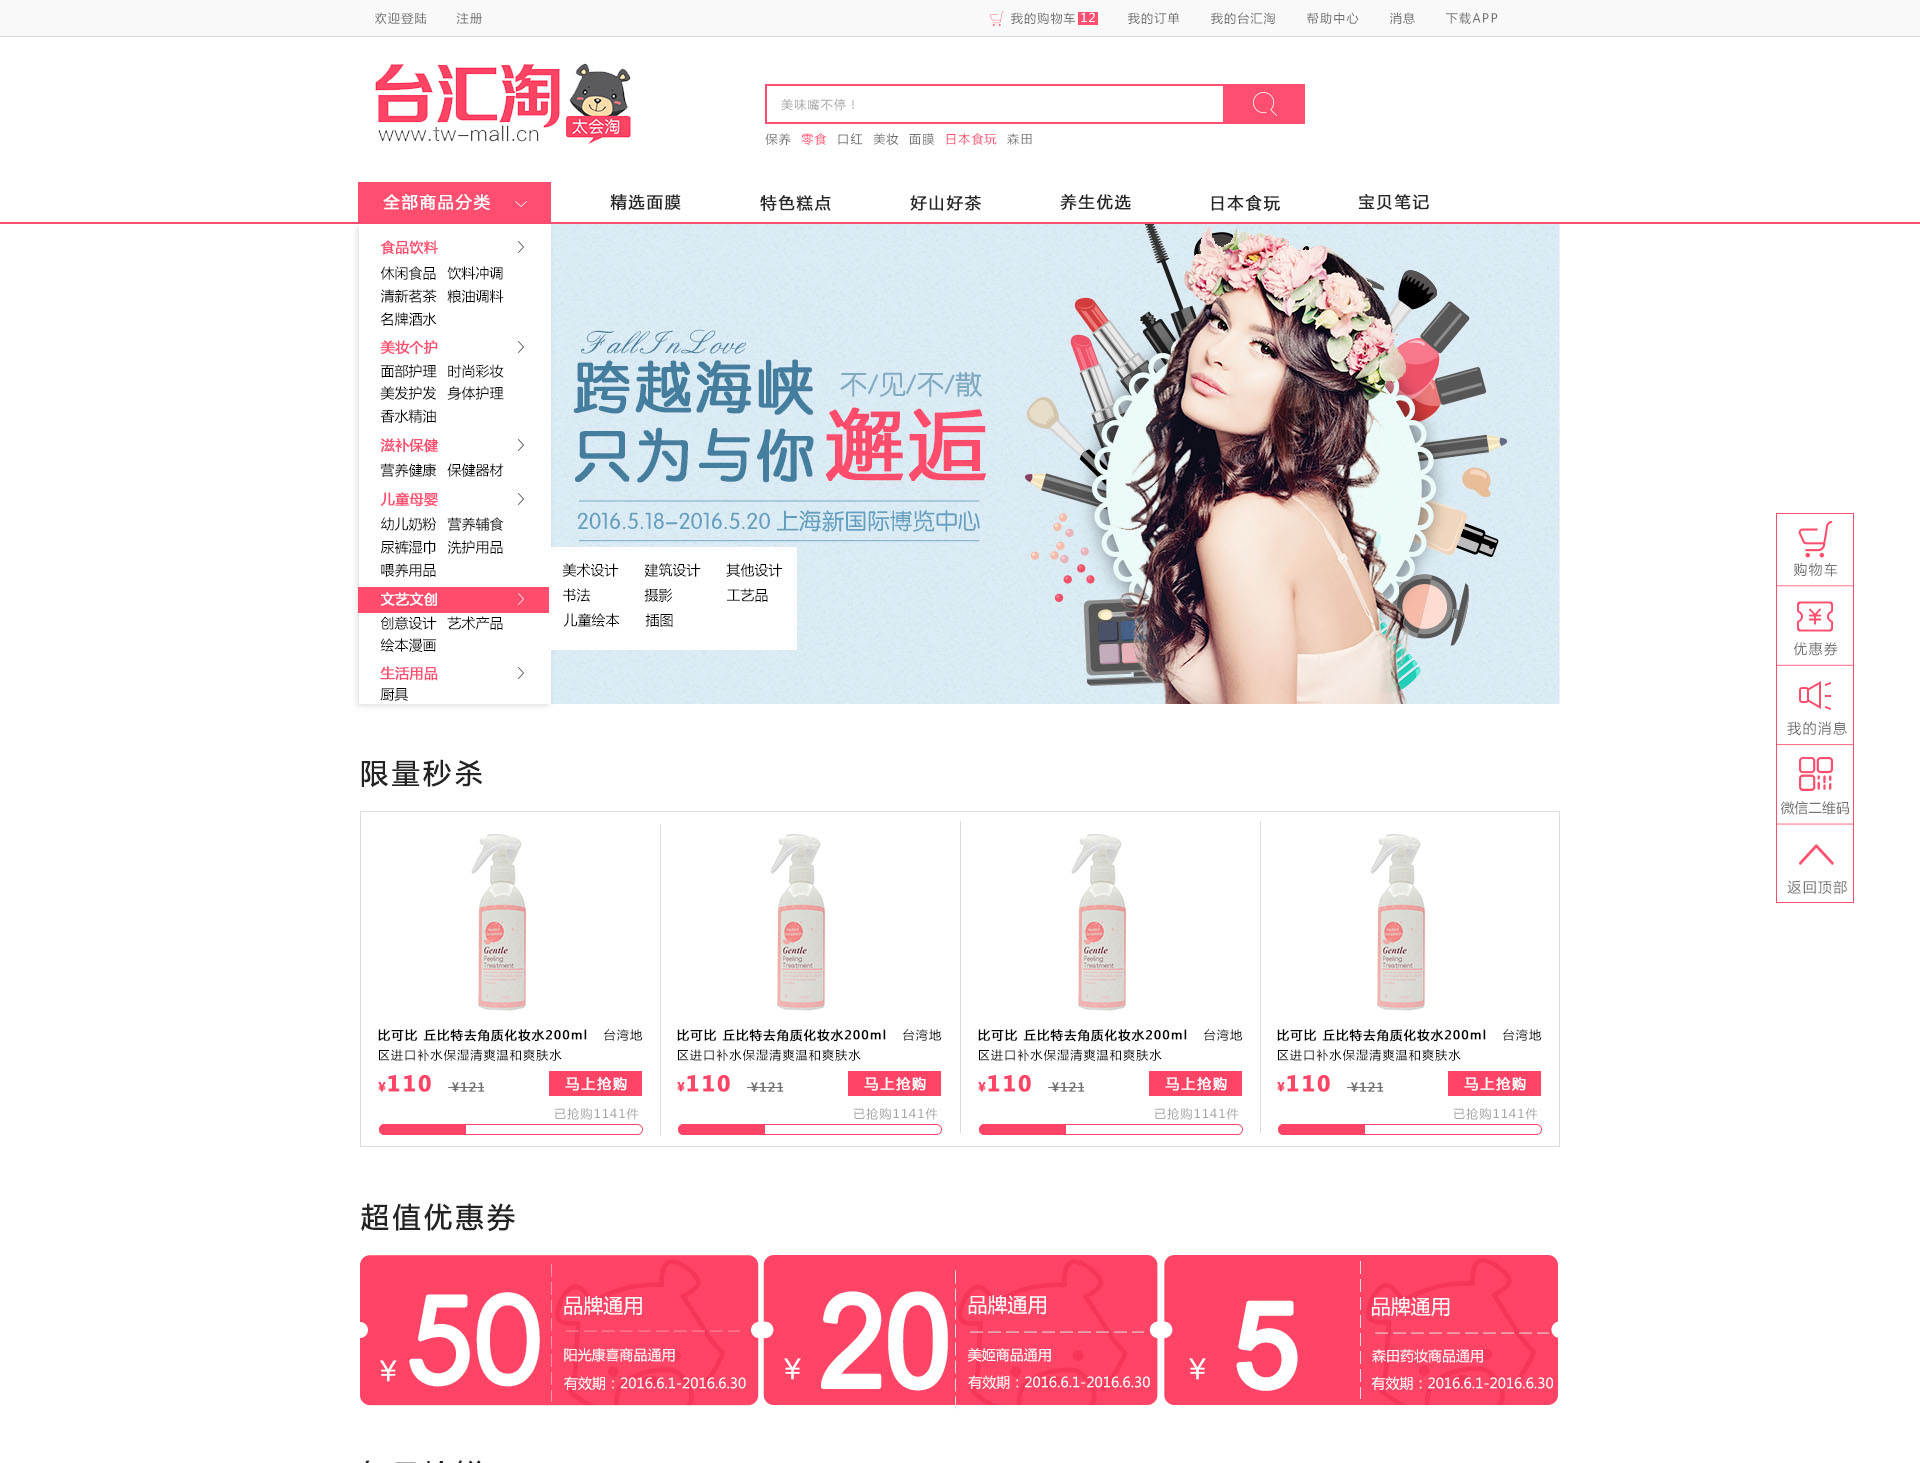 欢迎登陆 注册 我的购物车 12 我的订单 我的台汇淘 帮助中心 消息 下载APP
台汇淘
www.tw-mall.cn
太会淘
美味嘴不停！
保养 零食 口红 美妆 面膜 日本食玩 森田
全部商品分类 精选面膜 特色糕点 好山好茶 养生优选 日本食玩 宝贝笔记
食品饮料
休闲食品 饮料冲调
清新茗茶 粮油调料
名牌酒水
美妆个护
面部护理 时尚彩妆
美发护发 身体护理
香水精油
滋补保健
营养健康 保健器材
儿童母婴
幼儿奶粉 营养辅食
尿裤湿巾 洗护用品
喂养用品
文艺文创
创意设计 艺术产品
绘本漫画
生活用品
厨具
FallInLove
跨越海峡 不/见/不/散
只为与你 邂逅
2016.5.18-2016.5.20 上海新国际博览中心
美术设计 建筑设计 其他设计
书法 摄影 工艺品
儿童绘本 插图
购物车
优惠券
我的消息
微信二维码
返回顶部
限量秒杀
Gentle
Peeling
Treatment
比可比 丘比特去角质化妆水200ml 台湾地
区进口补水保湿清爽温和爽肤水
¥110 ¥121 马上抢购
已抢购1141件
Gentle
Peeling
Treatment
比可比 丘比特去角质化妆水200ml 台湾地
区进口补水保湿清爽温和爽肤水
¥110 ¥121 马上抢购
已抢购1141件
Gentle
Peeling
Treatment
比可比 丘比特去角质化妆水200ml 台湾地
区进口补水保湿清爽温和爽肤水
¥110 ¥121 马上抢购
已抢购1141件
Gentle
Peeling
Treatment
比可比 丘比特去角质化妆水200ml 台湾地
区进口补水保湿清爽温和爽肤水
¥110 ¥121 马上抢购
已抢购1141件
超值优惠券
¥ 50
品牌通用
阳光康喜商品通用
有效期：2016.6.1-2016.6.30
¥ 20
品牌通用
美姬商品通用
有效期：2016.6.1-2016.6.30
¥ 5
品牌通用
森田药妆商品通用
有效期：2016.6.1-2016.6.30